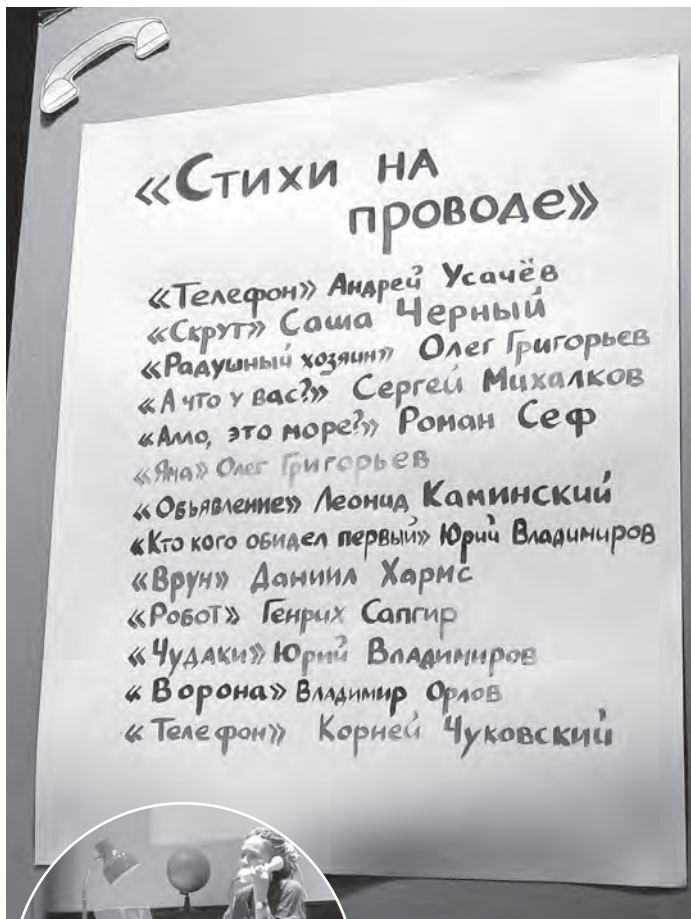 «Стихи на
проводе»
«Телефон» Андрей Усачёв
«Скрут» Саша Черный
«Радушный хозяин» Олег Григорьев
«А что у вас?» Сергей Михалков
«Алло, это море?» Роман Сеф
«Яма» Олег Григорьев
«Объявление» Леонид Каминский
«Кто кого обидел первый» Юрий Владимиров
«Врун» Даниил Хармс
«Робот» Генрих Сапгир
«Чудаки» Юрий Владимиров
«Ворона» Владимир Орлов
«Телефон» Корней Чуковский